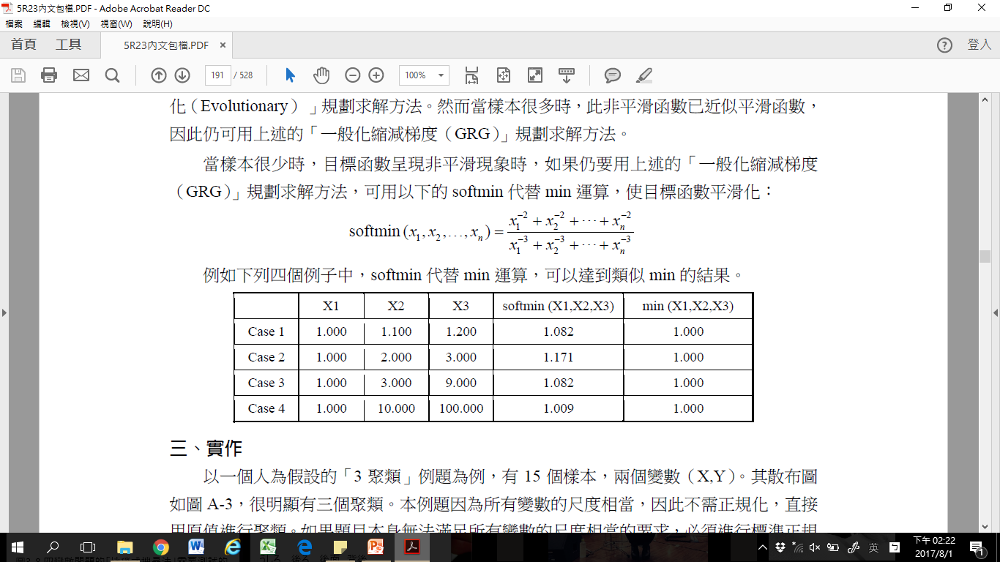 5R23內文包檔.PDF - Adobe Acrobat Reader DC
檔案 編輯 檢視(V) 視窗(W) 說明(H)
首頁 工具 5R23內文包檔.PDF × 登入
191 / 528 100%
化（Evolutionary）」規劃求解方法。然而當樣本很多時，此非平滑函數已近似平滑函數，
因此仍可用上述的「一般化縮減梯度（GRG）」規劃求解方法。
當樣本很少時，目標函數呈現非平滑現象時，如果仍要用上述的「一般化縮減梯度
（GRG）」規劃求解方法，可用以下的 softmin 代替 min 運算，使目標函數平滑化：
softmin (x₁, x₂, ..., xₙ) = (x₁⁻² + x₂⁻² + ⋯ + xₙ⁻²) / (x₁⁻³ + x₂⁻³ + ⋯ + xₙ⁻³)
例如下列四個例子中，softmin 代替 min 運算，可以達到類似 min 的結果。
X1 X2 X3 softmin (X1,X2,X3) min (X1,X2,X3)
Case 1 1.000 1.100 1.200 1.082 1.000
Case 2 1.000 2.000 3.000 1.171 1.000
Case 3 1.000 3.000 9.000 1.082 1.000
Case 4 1.000 10.000 100.000 1.009 1.000
三、實作
以一個人為假設的「3 聚類」例題為例，有 15 個樣本，兩個變數（X,Y）。其散布圖
如圖 A-3，很明顯有三個聚類。本例題因為所有變數的尺度相當，因此不需正規化，直接
用原值進行聚類。如果題目本身無法滿足所有變數的尺度相當的要求，必須進行標準正規
英 下午 02:22
2017/8/1